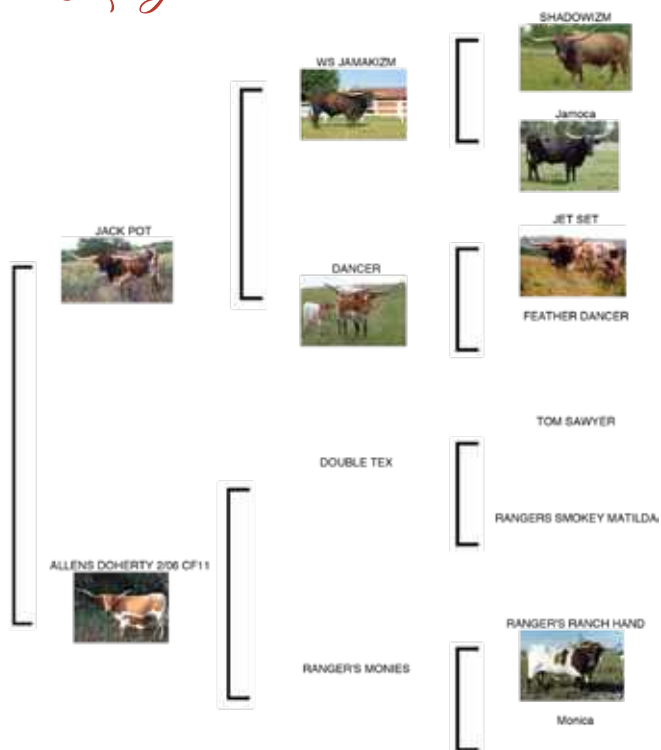 SHADOWIZM
WS JAMAKIZM
Jamoca
JACK POT
JET SET
DANCER
FEATHER DANCER
TOM SAWYER
DOUBLE TEX
RANGERS SMOKEY MATILDA
ALLENS DOHERTY 2/06 CF11
RANGER'S RANCH HAND
RANGER'S MONIES
Monica